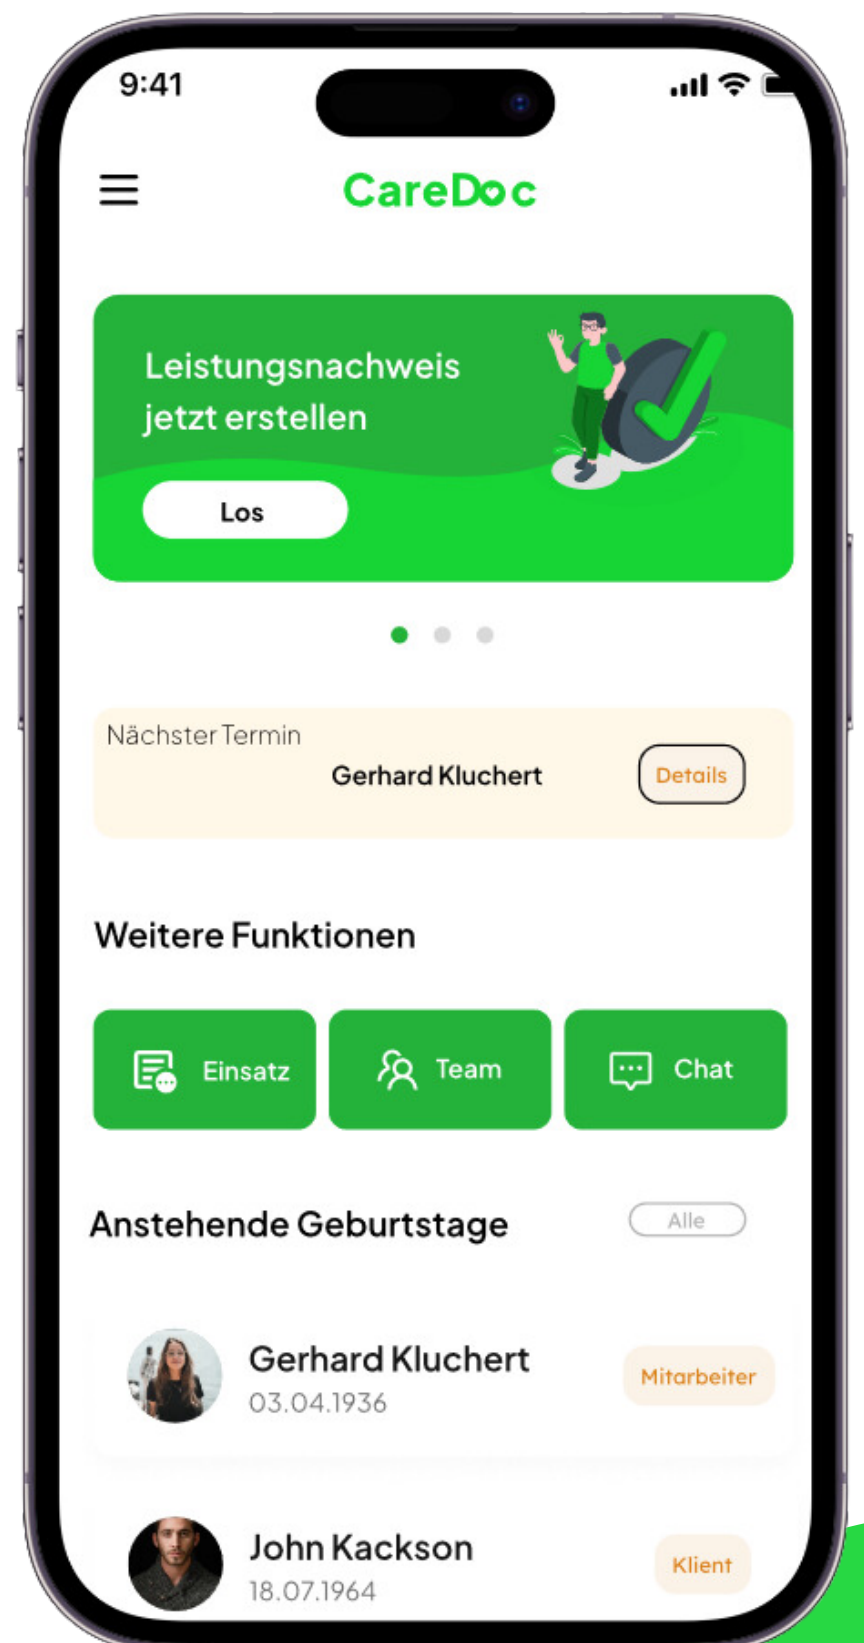 9:41
CareDoc
Leistungsnachweis
jetzt erstellen
Los
Nächster Termin
Gerhard Kluchert
Details
Weitere Funktionen
Einsatz
Team
Chat
Anstehende Geburtstage
Alle
Gerhard Kluchert
Mitarbeiter
03.04.1936
John Kackson
Klient
18.07.1964